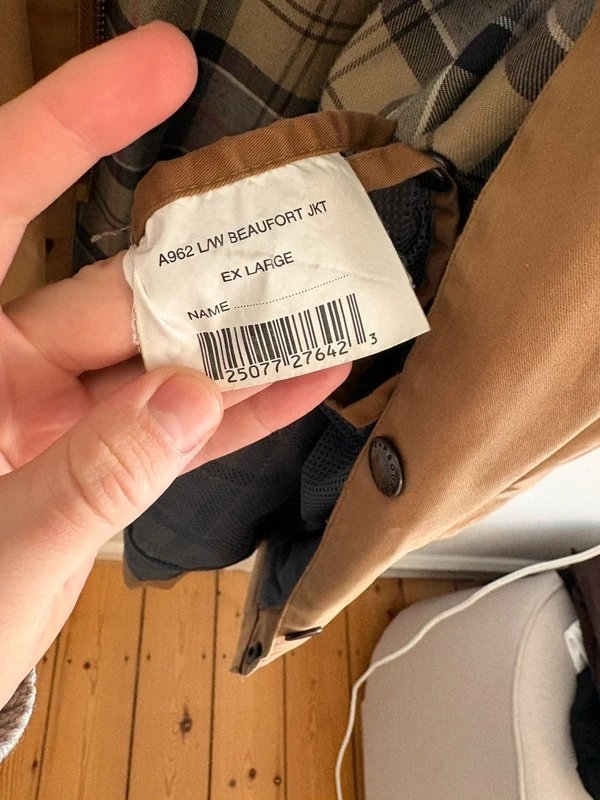 A962 L/W BEAUFORT JKT
EX LARGE
NAME ..............................
25077 27642 3